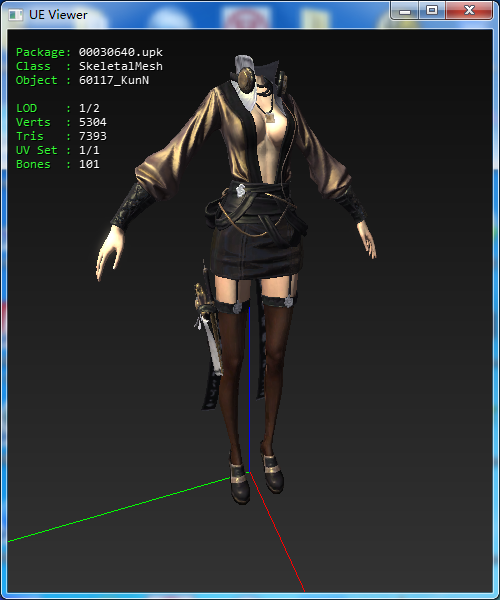 UE Viewer
Package: 00030640.upk
Class : SkeletalMesh
Object : 60117_KunN
LOD : 1/2
Verts : 5304
Tris : 7393
UV Set : 1/1
Bones : 101